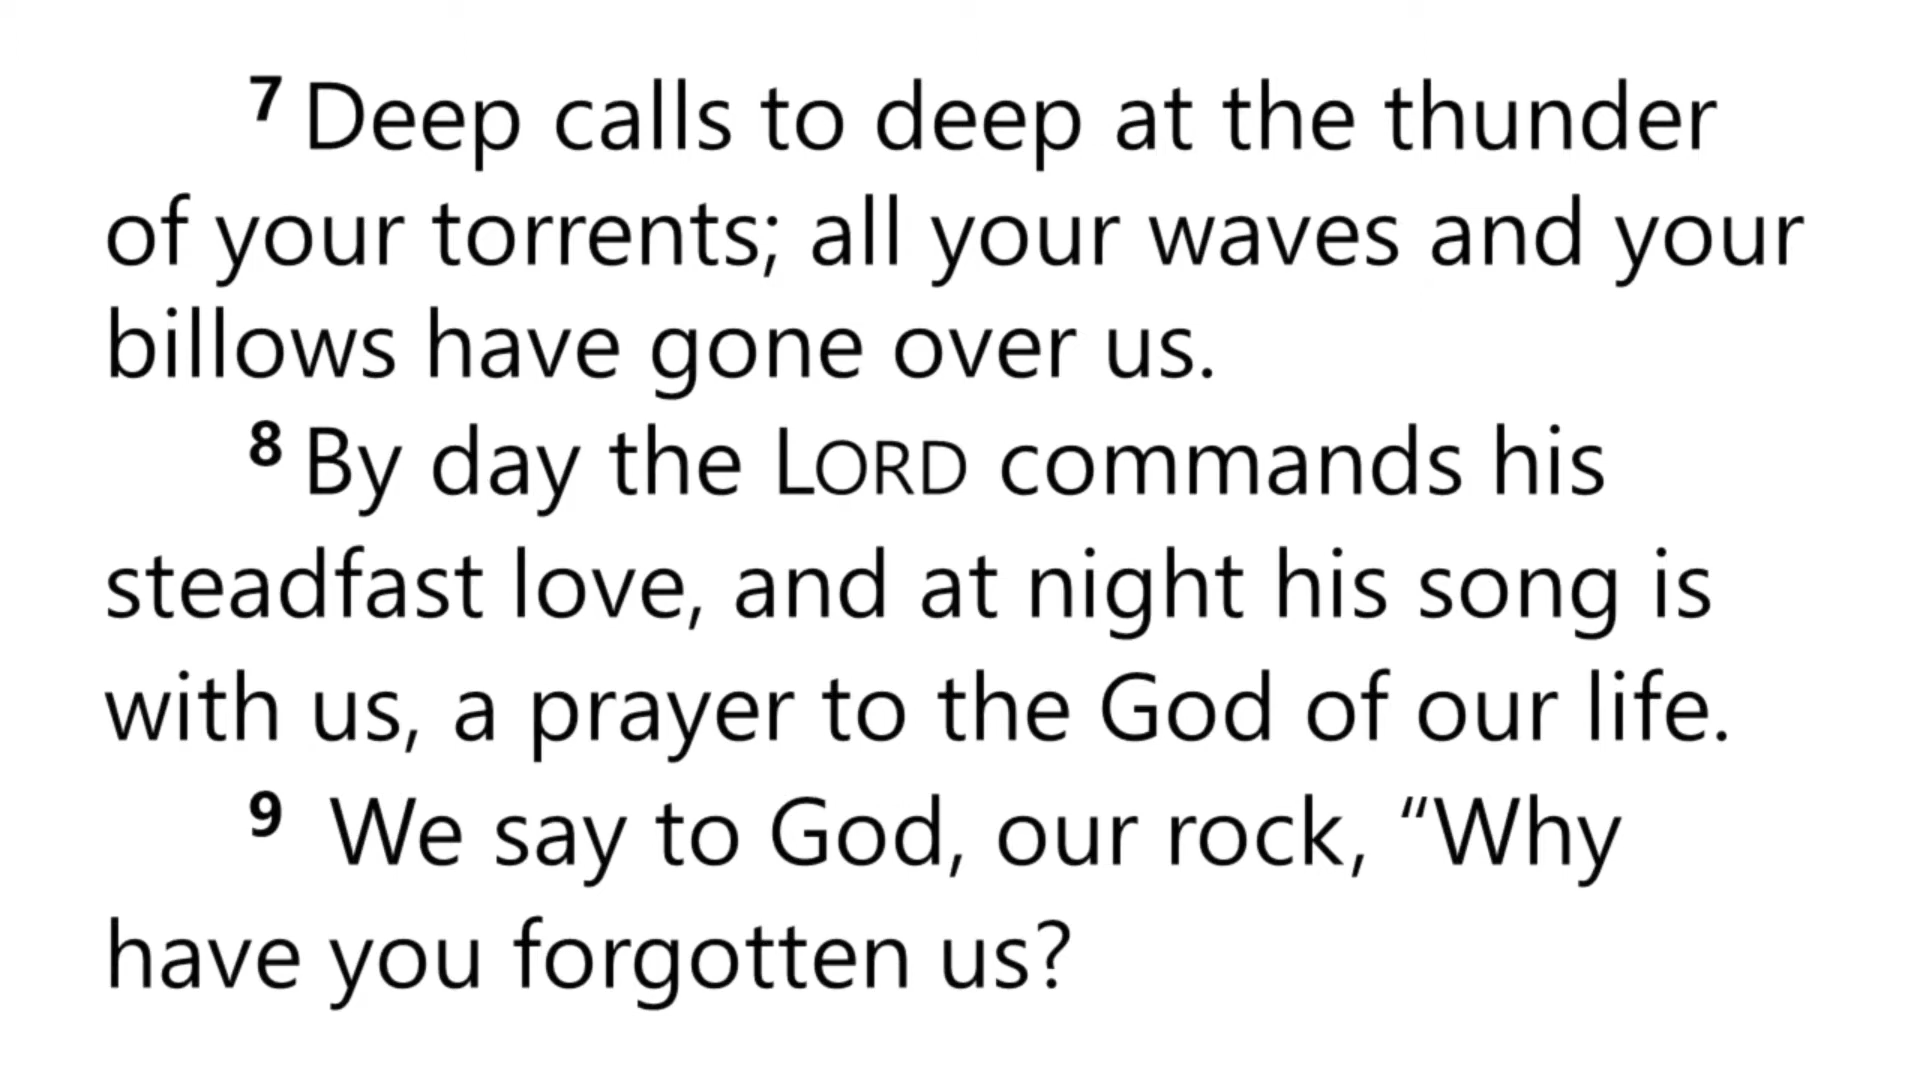 7 Deep calls to deep at the thunder
of your torrents; all your waves and your
billows have gone over us.
8 By day the LORD commands his
steadfast love, and at night his song is
with us, a prayer to the God of our life.
9 We say to God, our rock, “Why
have you forgotten us?